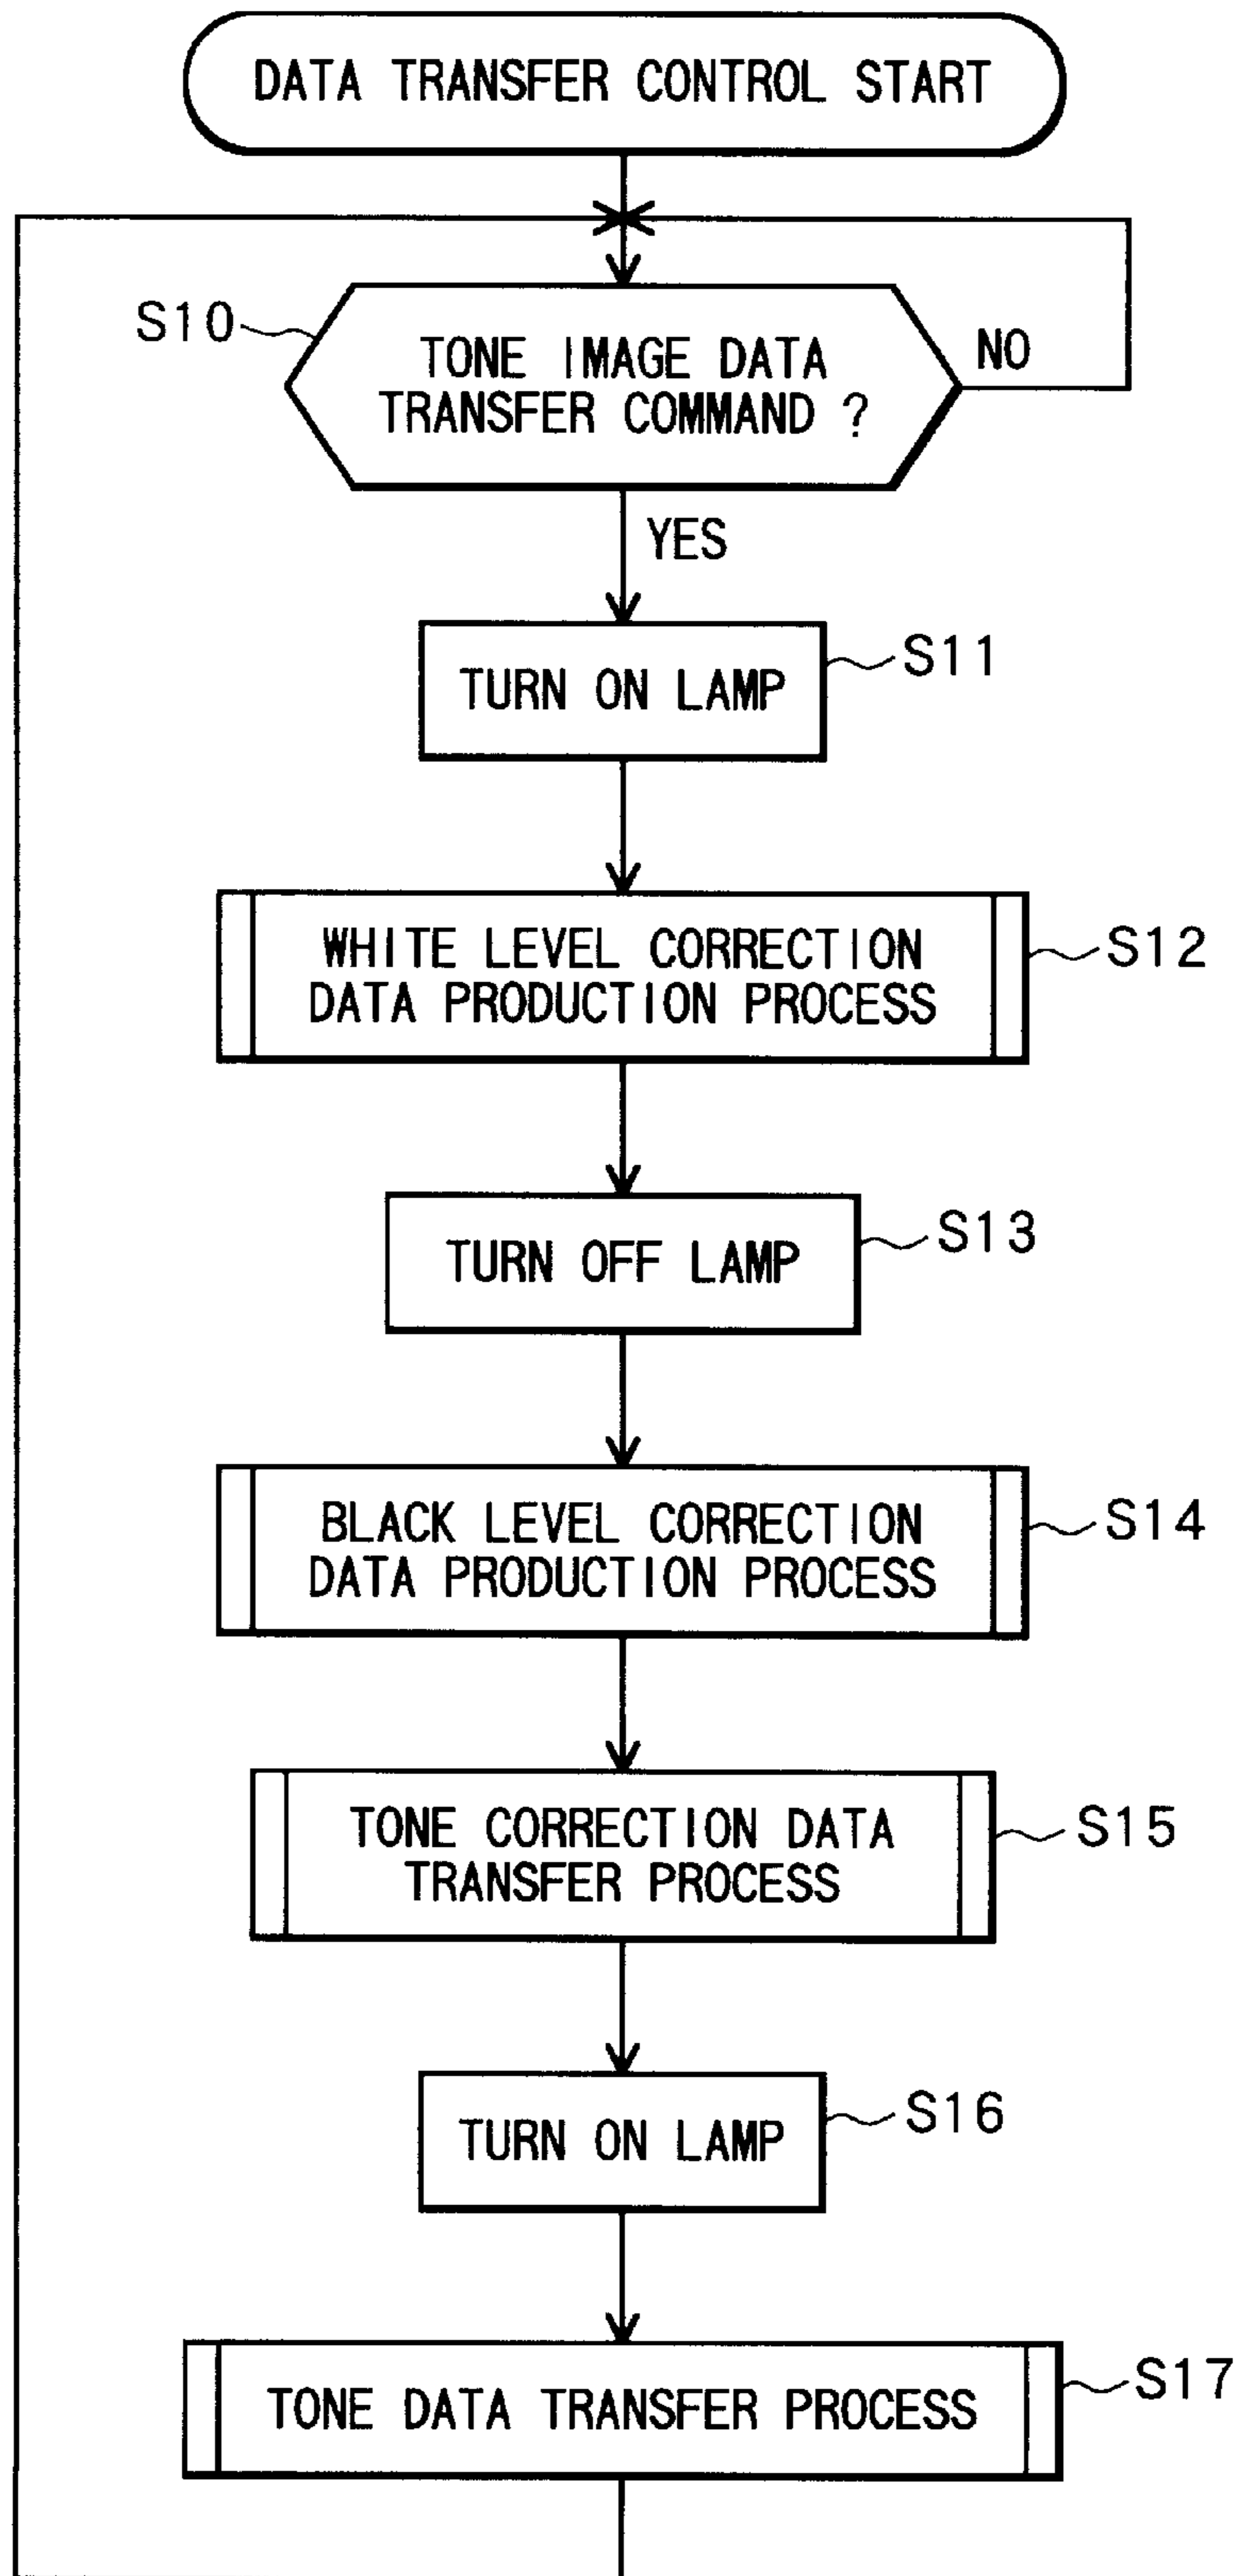 DATA TRANSFER CONTROL START
S10
TONE IMAGE DATA
TRANSFER COMMAND ?
NO
YES
TURN ON LAMP
S11
WHITE LEVEL CORRECTION
DATA PRODUCTION PROCESS
S12
TURN OFF LAMP
S13
BLACK LEVEL CORRECTION
DATA PRODUCTION PROCESS
S14
TONE CORRECTION DATA
TRANSFER PROCESS
S15
TURN ON LAMP
S16
TONE DATA TRANSFER PROCESS
S17